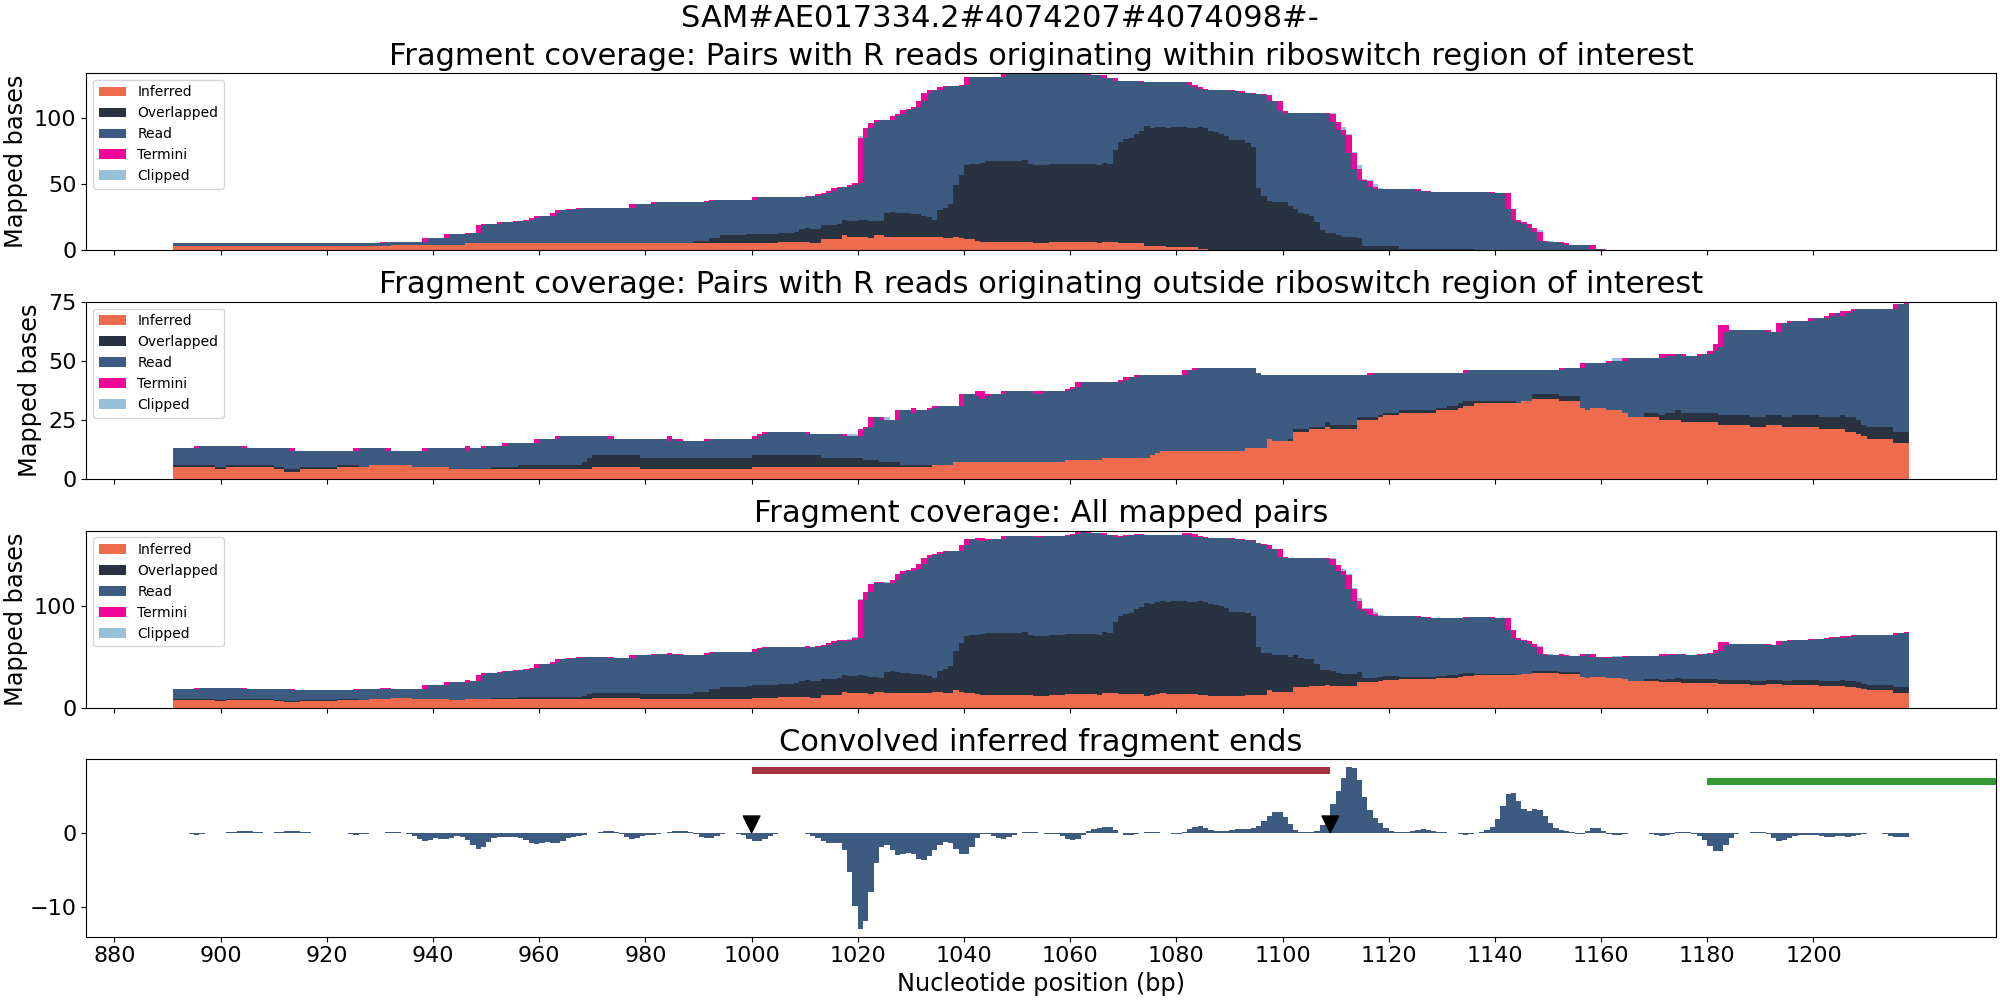 SAM#AE017334.2#4074207#4074098#-
Fragment coverage: Pairs with R reads originating within riboswitch region of interest
Mapped bases
100
50
0
Inferred
Overlapped
Read
Termini
Clipped
Fragment coverage: Pairs with R reads originating outside riboswitch region of interest
Mapped bases
75
50
25
0
Inferred
Overlapped
Read
Termini
Clipped
Fragment coverage: All mapped pairs
Mapped bases
100
0
Inferred
Overlapped
Read
Termini
Clipped
Convolved inferred fragment ends
0
−10
880 900 920 940 960 980 1000 1020 1040 1060 1080 1100 1120 1140 1160 1180 1200
Nucleotide position (bp)